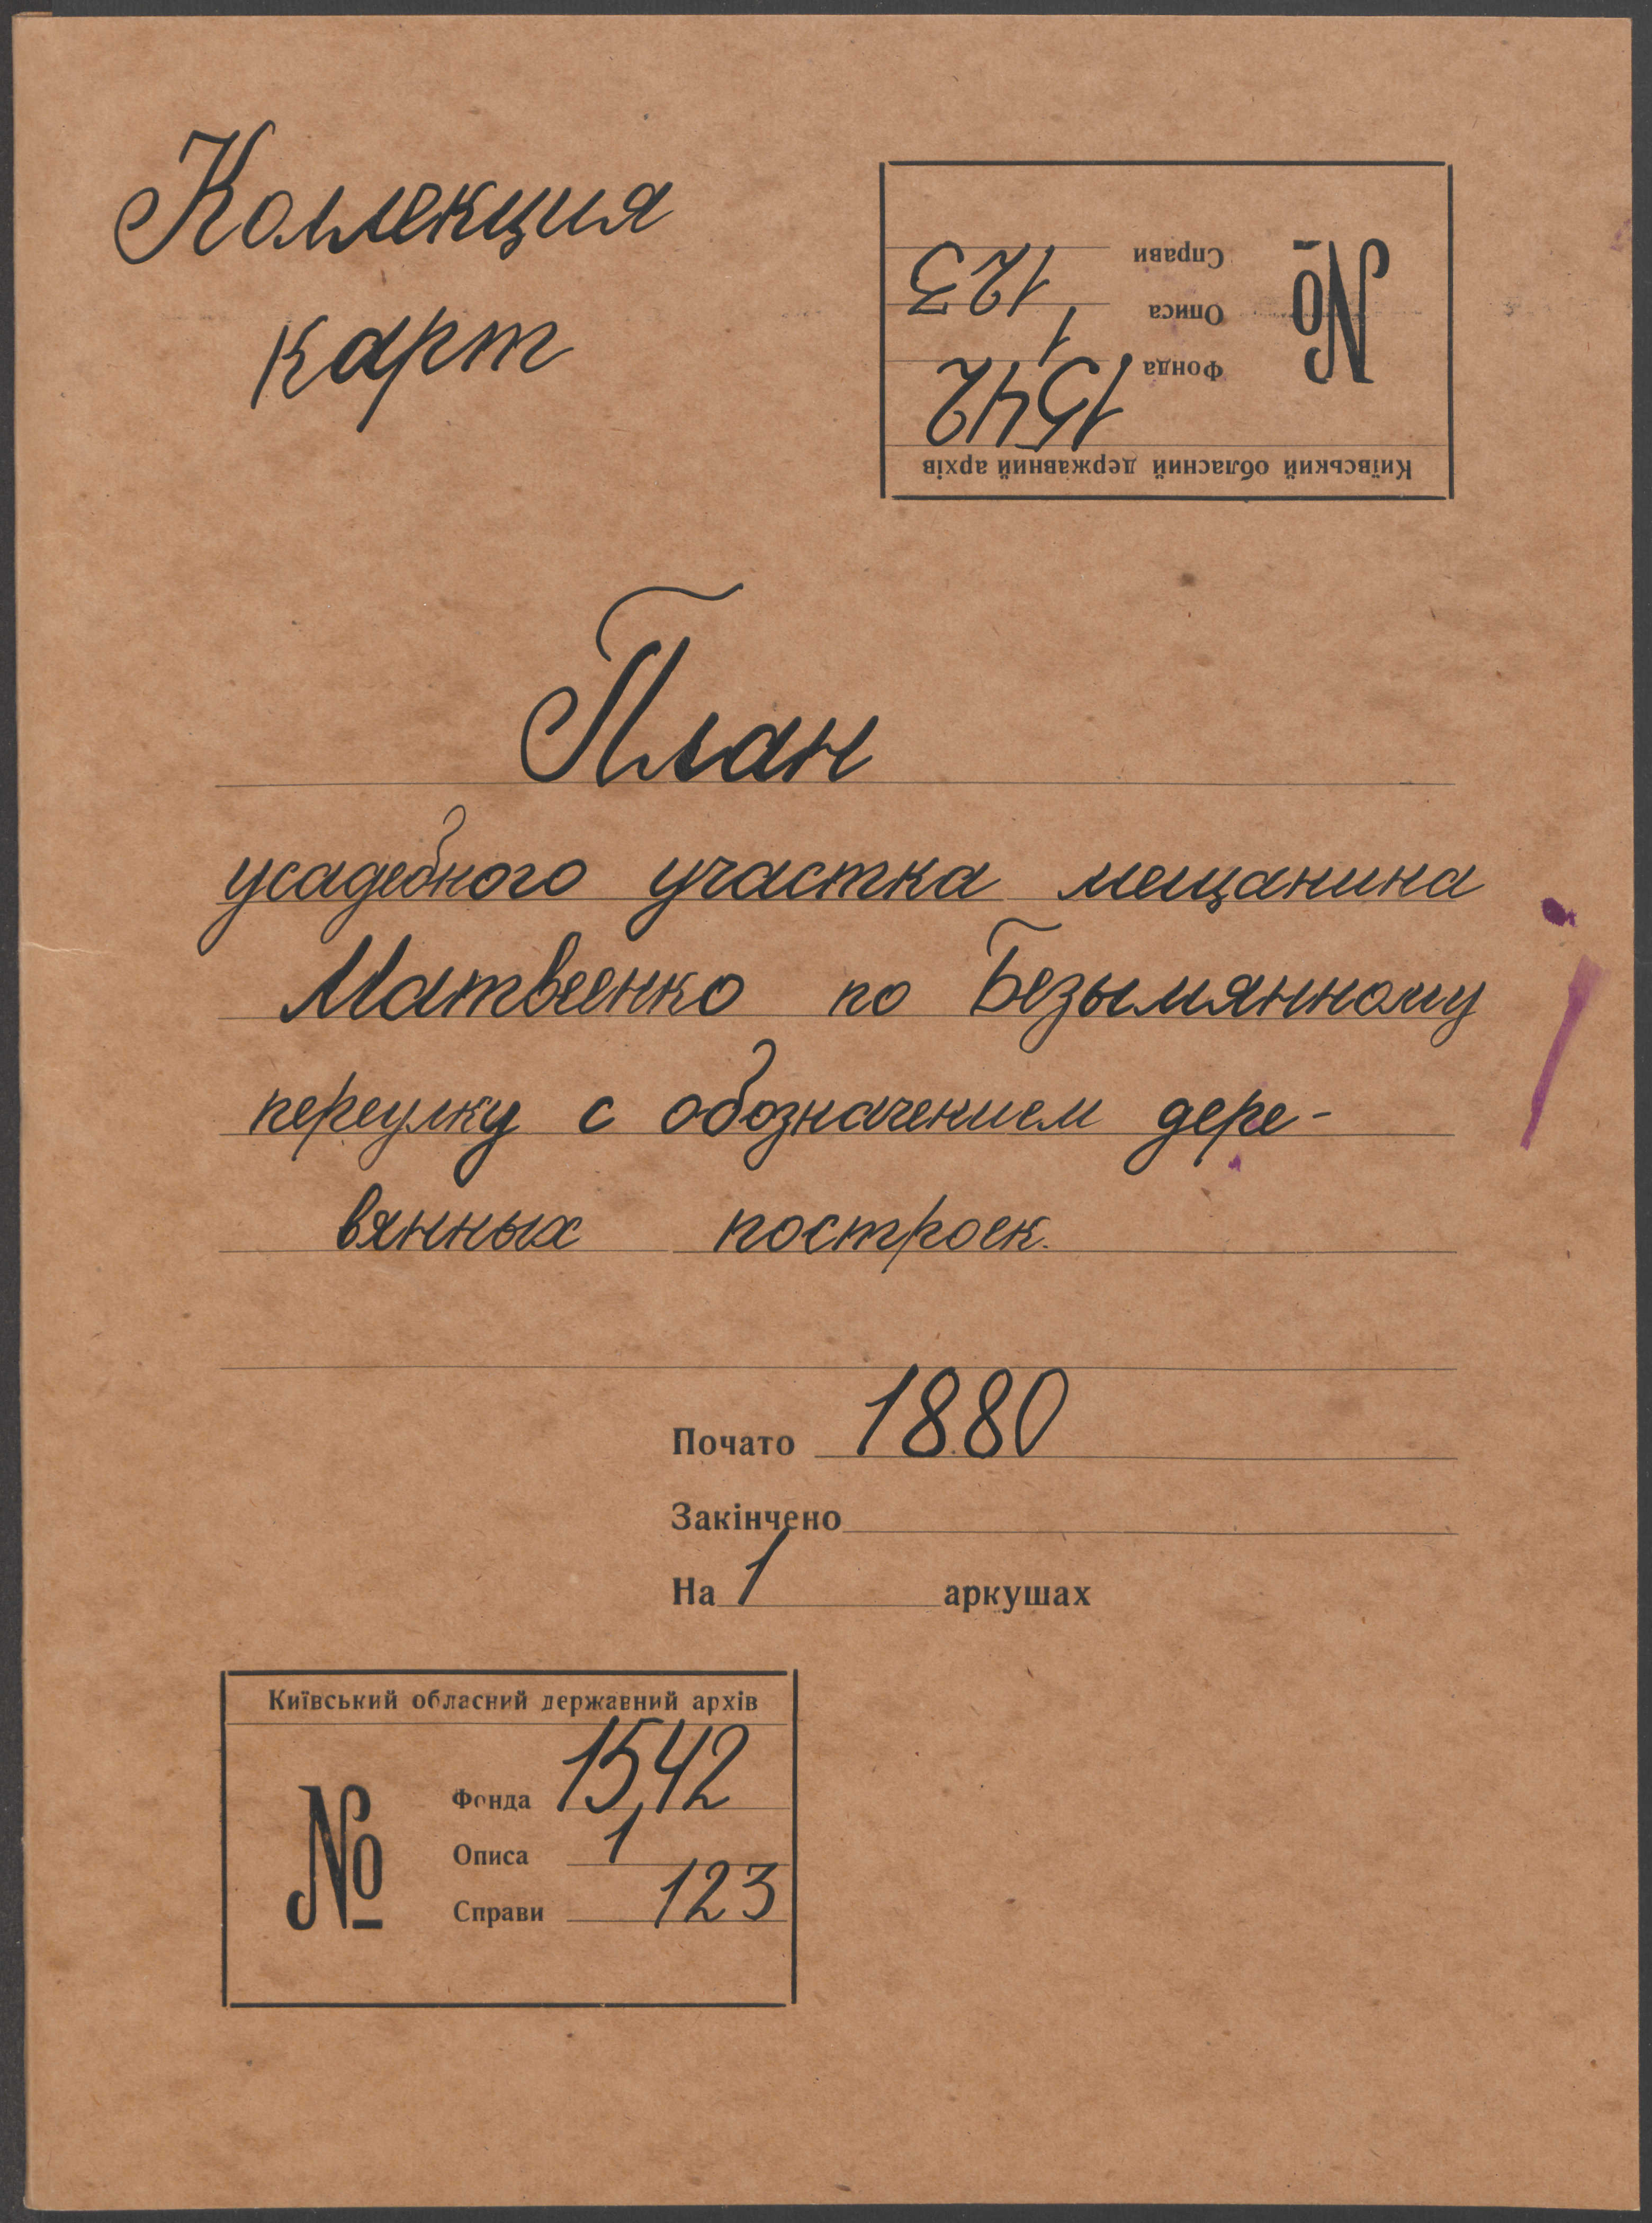 Коллекция
карт
Київський обласний державний архів
№
Фонда 1542
Описа 1
Справи 123
План
усадебного участка мещанина
Матвеенко по Безымянному
переулку с обозначением дере-
вянных построек.
Почато 1880
Закінчено
На 1 аркушах
Київський обласний державний архів
№
Фонда 1542
Описа 1
Справи 123